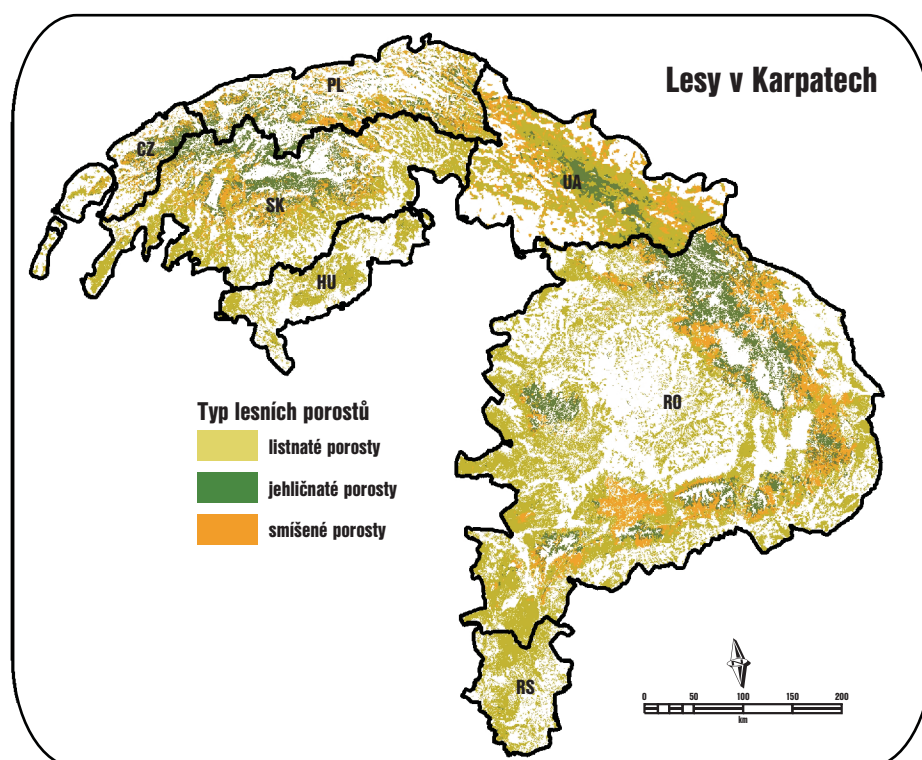 Lesy v Karpatech
PL
CZ
SK
UA
HU
RO
RS
Typ lesních porostů
listnaté porosty
jehličnaté porosty
smíšené porosty
0 50 100 150 200
km